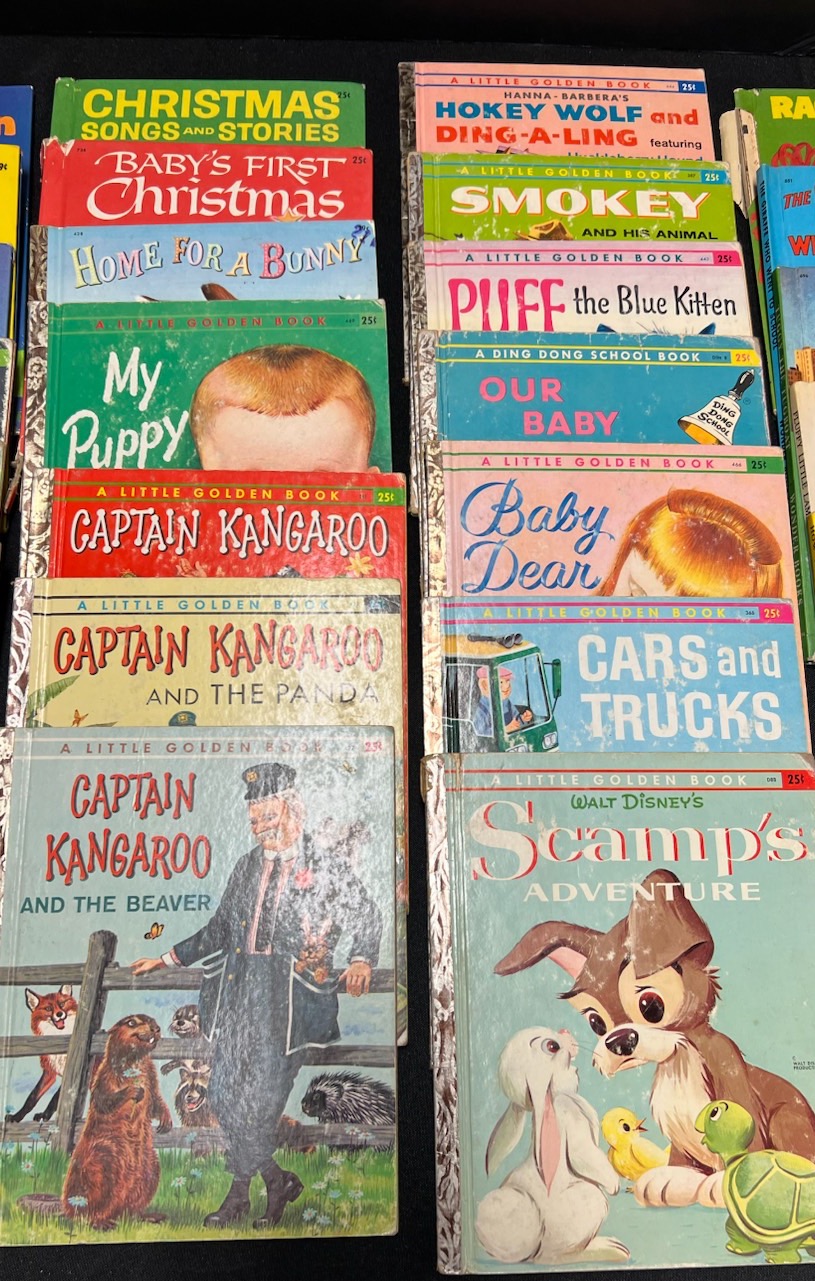 CHRISTMAS 25¢
SONGS AND STORIES
BABY'S FIRST 25¢
Christmas
HOME FOR A BUNNY
A LITTLE GOLDEN BOOK 25¢
My
Puppy
A LITTLE GOLDEN BOOK 25¢
CAPTAIN KANGAROO
A LITTLE GOLDEN BOOK
CAPTAIN KANGAROO
AND THE PANDA
A LITTLE GOLDEN BOOK 25¢
CAPTAIN
KANGAROO
AND THE BEAVER
A LITTLE GOLDEN BOOK 25¢
HANNA-BARBERA'S
HOKEY WOLF and
DING-A-LING featuring
A LITTLE GOLDEN BOOK 25¢
SMOKEY
AND HIS ANIMAL
A LITTLE GOLDEN BOOK 25¢
PUFF the Blue Kitten
A DING DONG SCHOOL BOOK 25¢
OUR
BABY
DING
DONG
SCHOOL
A LITTLE GOLDEN BOOK 25¢
Baby
Dear
A LITTLE GOLDEN BOOK 25¢
CARS and
TRUCKS
A LITTLE GOLDEN BOOK 25¢
WALT DISNEY'S
Scamp's
ADVENTURE
RA
THE
W